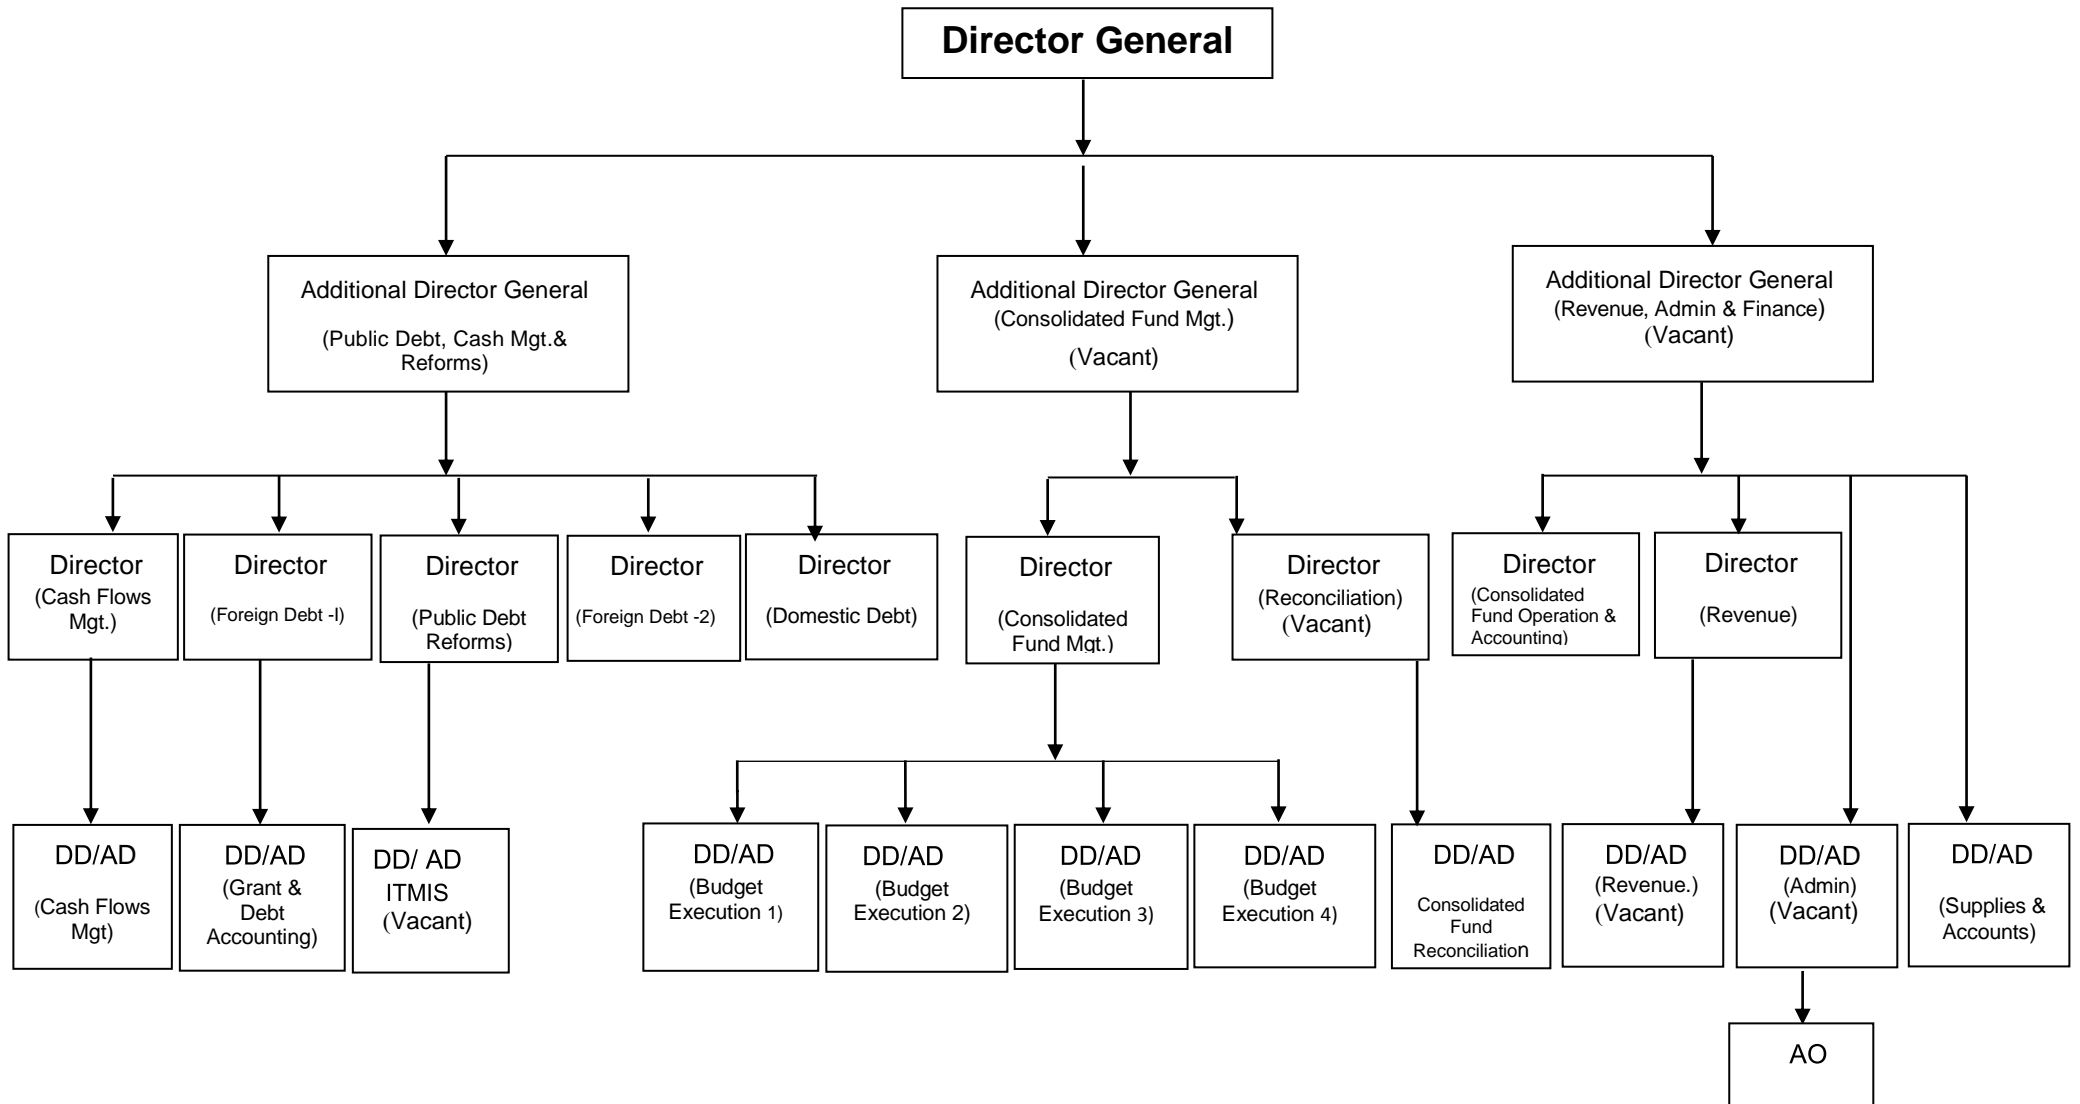 Director General
Additional Director General
(Public Debt, Cash Mgt.&
Reforms)
Additional Director General
(Consolidated Fund Mgt.)
(Vacant)
Additional Director General
(Revenue, Admin & Finance)
(Vacant)
Director
(Cash Flows
Mgt.)
Director
(Foreign Debt -I)
Director
(Public Debt
Reforms)
Director
(Foreign Debt -2)
Director
(Domestic Debt)
Director
(Consolidated
Fund Mgt.)
Director
(Reconciliation)
(Vacant)
Director
(Consolidated
Fund Operation &
Accounting)
Director
(Revenue)
DD/AD
(Cash Flows
Mgt)
DD/AD
(Grant &
Debt
Accounting)
DD/ AD
ITMIS
(Vacant)
DD/AD
(Budget
Execution 1)
DD/AD
(Budget
Execution 2)
DD/AD
(Budget
Execution 3)
DD/AD
(Budget
Execution 4)
DD/AD
Consolidated
Fund
Reconciliation
DD/AD
(Revenue.)
(Vacant)
DD/AD
(Admin)
(Vacant)
DD/AD
(Supplies &
Accounts)
AO